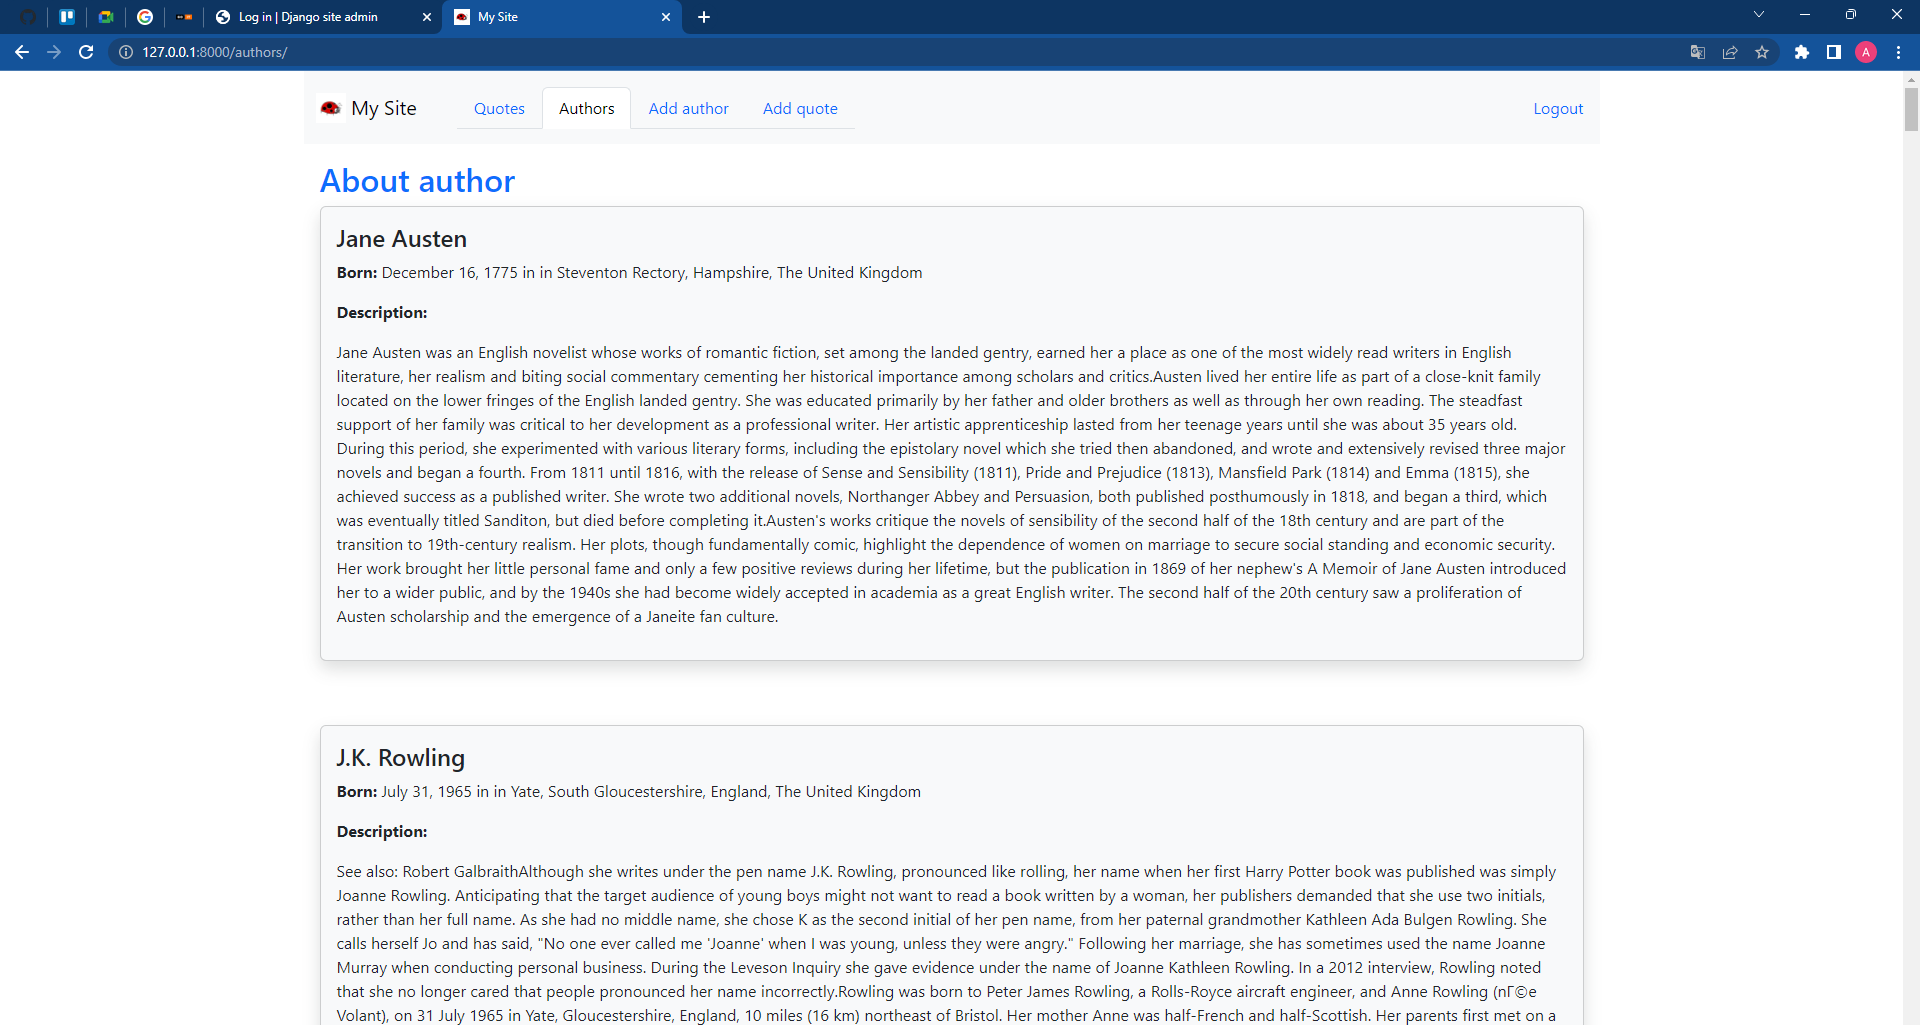 Log in | Django site admin
My Site
127.0.0.1:8000/authors/
A
My Site
Quotes
Authors
Add author
Add quote
Logout
About author
Jane Austen
Born: December 16, 1775 in in Steventon Rectory, Hampshire, The United Kingdom
Description:
Jane Austen was an English novelist whose works of romantic fiction, set among the landed gentry, earned her a place as one of the most widely read writers in English
literature, her realism and biting social commentary cementing her historical importance among scholars and critics.Austen lived her entire life as part of a close-knit family
located on the lower fringes of the English landed gentry. She was educated primarily by her father and older brothers as well as through her own reading. The steadfast
support of her family was critical to her development as a professional writer. Her artistic apprenticeship lasted from her teenage years until she was about 35 years old.
During this period, she experimented with various literary forms, including the epistolary novel which she tried then abandoned, and wrote and extensively revised three major
novels and began a fourth. From 1811 until 1816, with the release of Sense and Sensibility (1811), Pride and Prejudice (1813), Mansfield Park (1814) and Emma (1815), she
achieved success as a published writer. She wrote two additional novels, Northanger Abbey and Persuasion, both published posthumously in 1818, and began a third, which
was eventually titled Sanditon, but died before completing it.Austen's works critique the novels of sensibility of the second half of the 18th century and are part of the
transition to 19th-century realism. Her plots, though fundamentally comic, highlight the dependence of women on marriage to secure social standing and economic security.
Her work brought her little personal fame and only a few positive reviews during her lifetime, but the publication in 1869 of her nephew's A Memoir of Jane Austen introduced
her to a wider public, and by the 1940s she had become widely accepted in academia as a great English writer. The second half of the 20th century saw a proliferation of
Austen scholarship and the emergence of a Janeite fan culture.
J.K. Rowling
Born: July 31, 1965 in in Yate, South Gloucestershire, England, The United Kingdom
Description:
See also: Robert GalbraithAlthough she writes under the pen name J.K. Rowling, pronounced like rolling, her name when her first Harry Potter book was published was simply
Joanne Rowling. Anticipating that the target audience of young boys might not want to read a book written by a woman, her publishers demanded that she use two initials,
rather than her full name. As she had no middle name, she chose K as the second initial of her pen name, from her paternal grandmother Kathleen Ada Bulgen Rowling. She
calls herself Jo and has said, "No one ever called me 'Joanne' when I was young, unless they were angry." Following her marriage, she has sometimes used the name Joanne
Murray when conducting personal business. During the Leveson Inquiry she gave evidence under the name of Joanne Kathleen Rowling. In a 2012 interview, Rowling noted
that she no longer cared that people pronounced her name incorrectly.Rowling was born to Peter James Rowling, a Rolls-Royce aircraft engineer, and Anne Rowling (nГ©e
Volant), on 31 July 1965 in Yate, Gloucestershire, England, 10 miles (16 km) northeast of Bristol. Her mother Anne was half-French and half-Scottish. Her parents first met on a